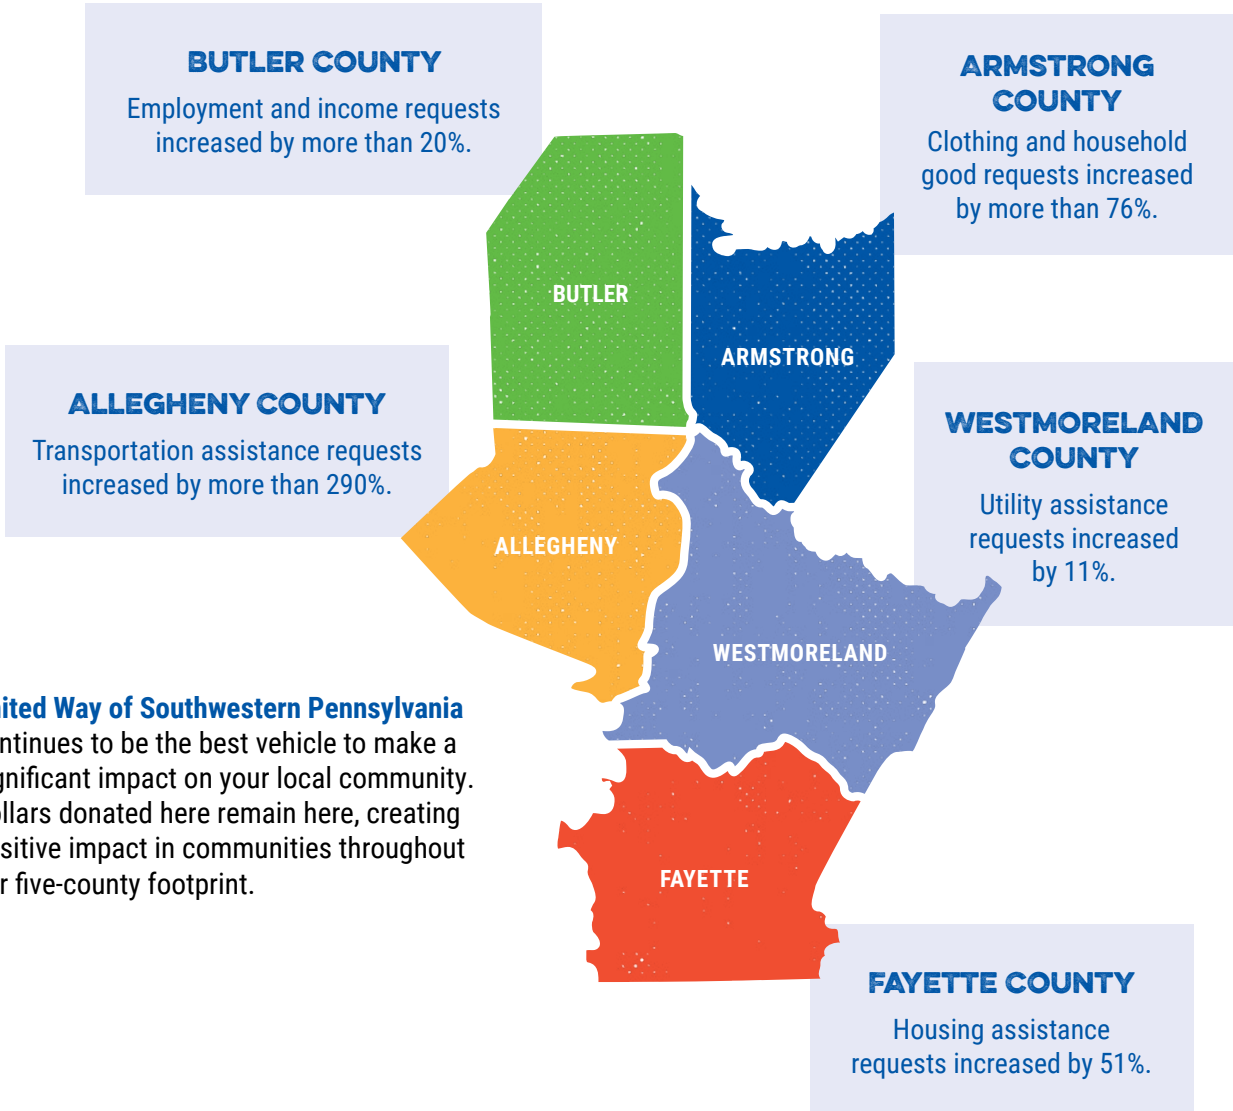 BUTLER COUNTY
Employment and income requests
increased by more than 20%.
ARMSTRONG
COUNTY
Clothing and household
good requests increased
by more than 76%.
BUTLER
ARMSTRONG
ALLEGHENY COUNTY
Transportation assistance requests
increased by more than 290%.
WESTMORELAND
COUNTY
Utility assistance
requests increased
by 11%.
ALLEGHENY
WESTMORELAND
ited Way of Southwestern Pennsylvania
ntinues to be the best vehicle to make a
gnificant impact on your local community.
llars donated here remain here, creating
sitive impact in communities throughout
r five-county footprint.
FAYETTE
FAYETTE COUNTY
Housing assistance
requests increased by 51%.